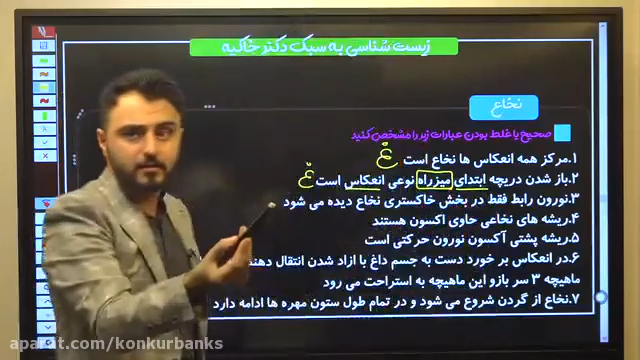 زیست شناسی به سبک دکتر خاکیه
نخاع
صحیح یا غلط بودن عبارات زیر را مشخص کنید
۱.مرکز همه انعکاس ها نخاع است غ
۲.باز شدن دریچه ابتدای میزراه نوعی انعکاس است غ
۳.نورون رابط فقط در بخش خاکستری نخاع دیده می شود
۴.ریشه های نخاعی حاوی اکسون هستند
۵.ریشه پشتی آکسون نورون حرکتی است
۶.در انعکاس بر خورد دست به جسم داغ با ازاد شدن انتقال دهنده
ماهیچه ۳ سر بازو این ماهیچه به استراحت می رود
۷.نخاع از گردن شروع می شود و در تمام طول ستون مهره ها ادامه دارد
aparat.com/konkurbanks